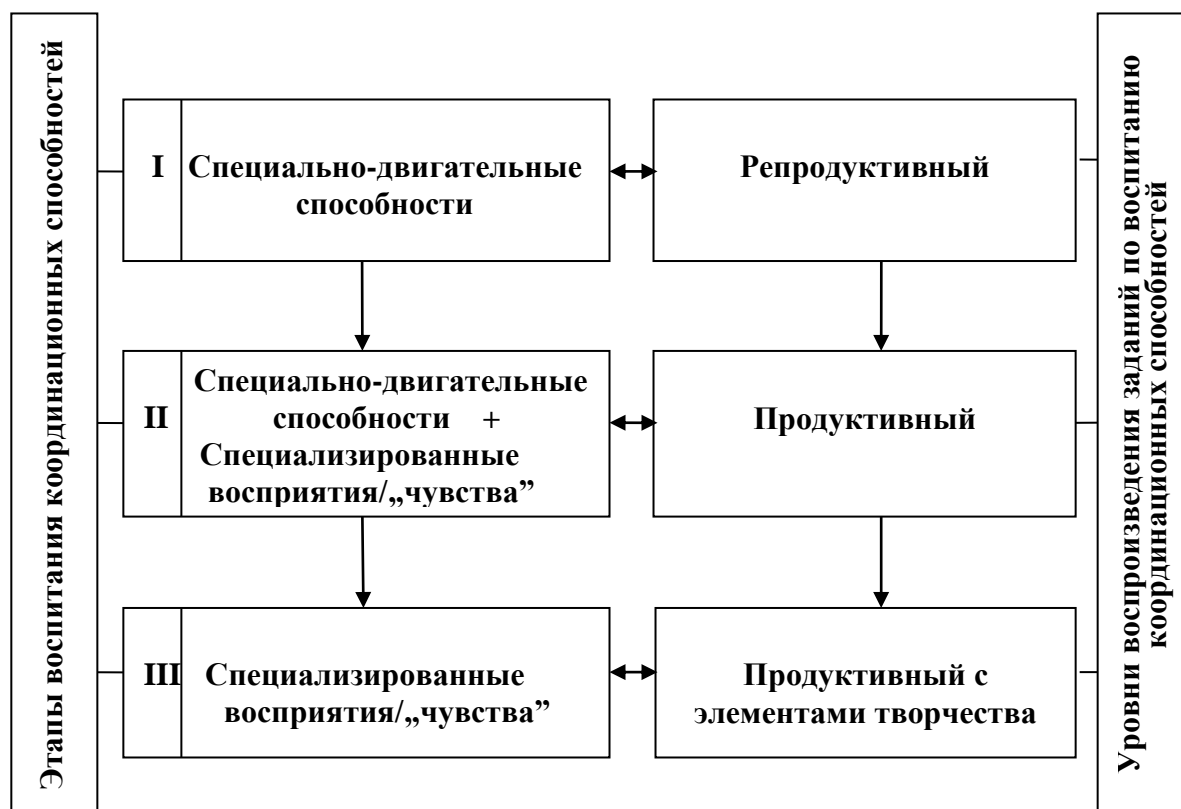 Этапы воспитания координационных способностей
I
Специально-двигательные
способности
Репродуктивный
II
Специально-двигательные
способности +
Специализированные
восприятия/„чувства”
Продуктивный
III
Специализированные
восприятия/„чувства”
Продуктивный с
элементами творчества
Уровни воспроизведения заданий по воспитанию
координационных способностей